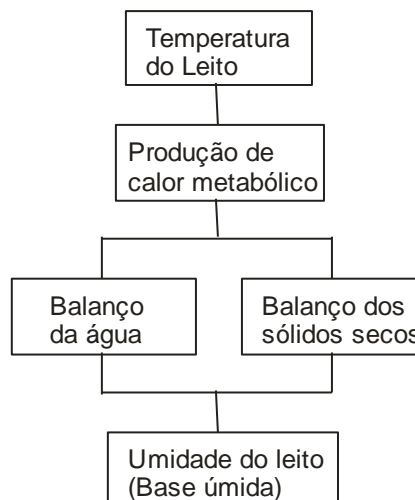 Temperatura
do Leito
Produção de
calor metabólico
Balanço
da água
Balanço dos
sólidos secos
Umidade do leito
(Base úmida)